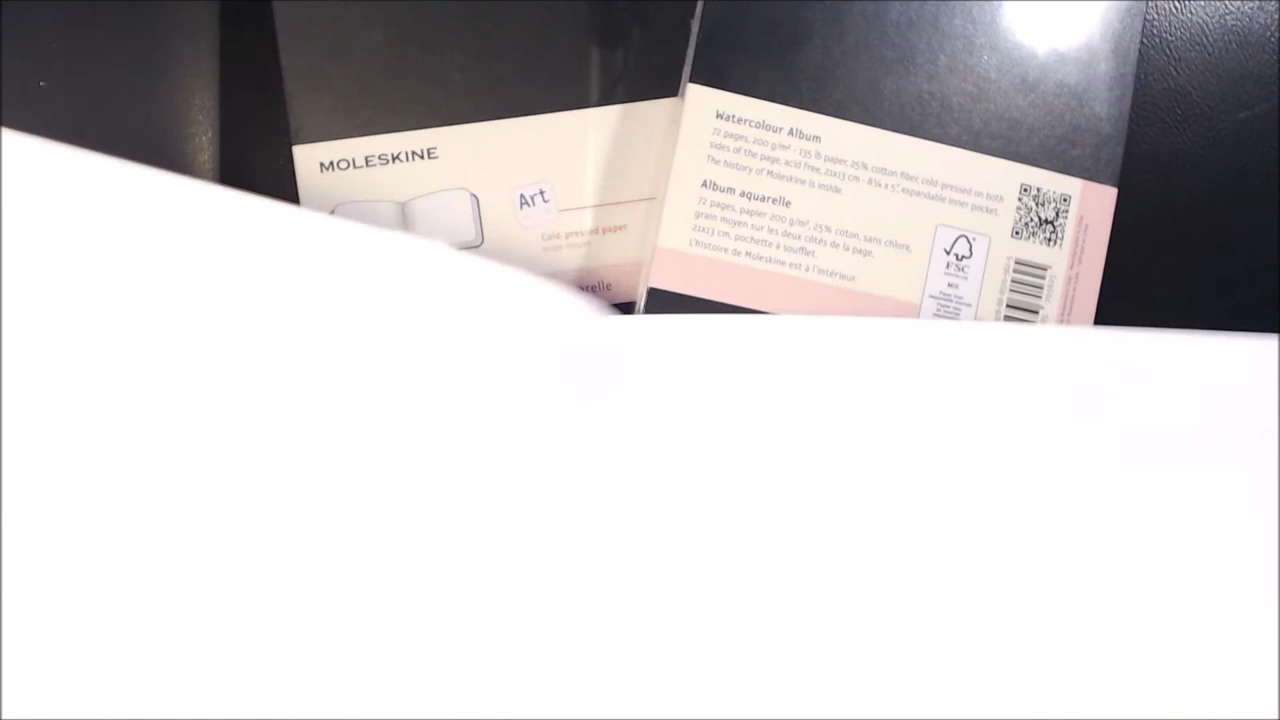 MOLESKINE
Art
Cold-pressed paper
arelle
Watercolour Album
72 pages, 200 g/m² - 135 lb paper, 25% cotton fiber, cold-pressed on both
sides of the page, acid free, 21x13 cm - 8¼ x 5", expandable inner pocket.
The history of Moleskine is inside.
Album aquarelle
72 pages, papier 200 g/m², 25% coton, sans chlore,
grain moyen sur les deux côtés de la page,
21x13 cm, pochette à soufflet.
L'histoire de Moleskine est à l'intérieur.
FSC
MIX